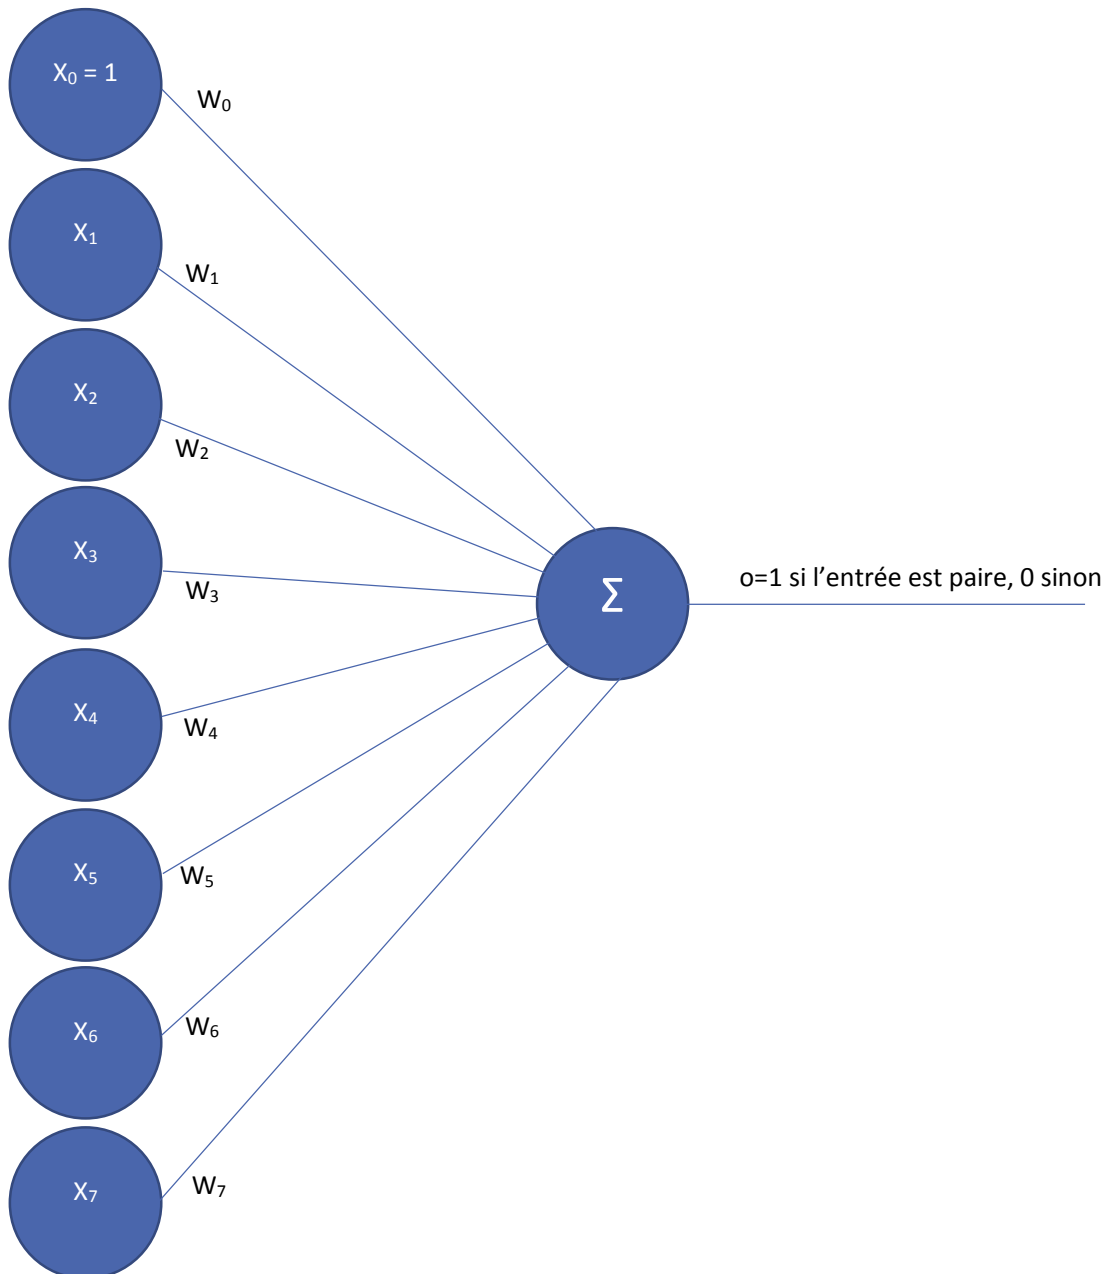 X₀ = 1
W₀
X₁
W₁
X₂
W₂
X₃
W₃
Σ
o=1 si l’entrée est paire, 0 sinon
X₄
W₄
X₅
W₅
X₆
W₆
X₇
W₇